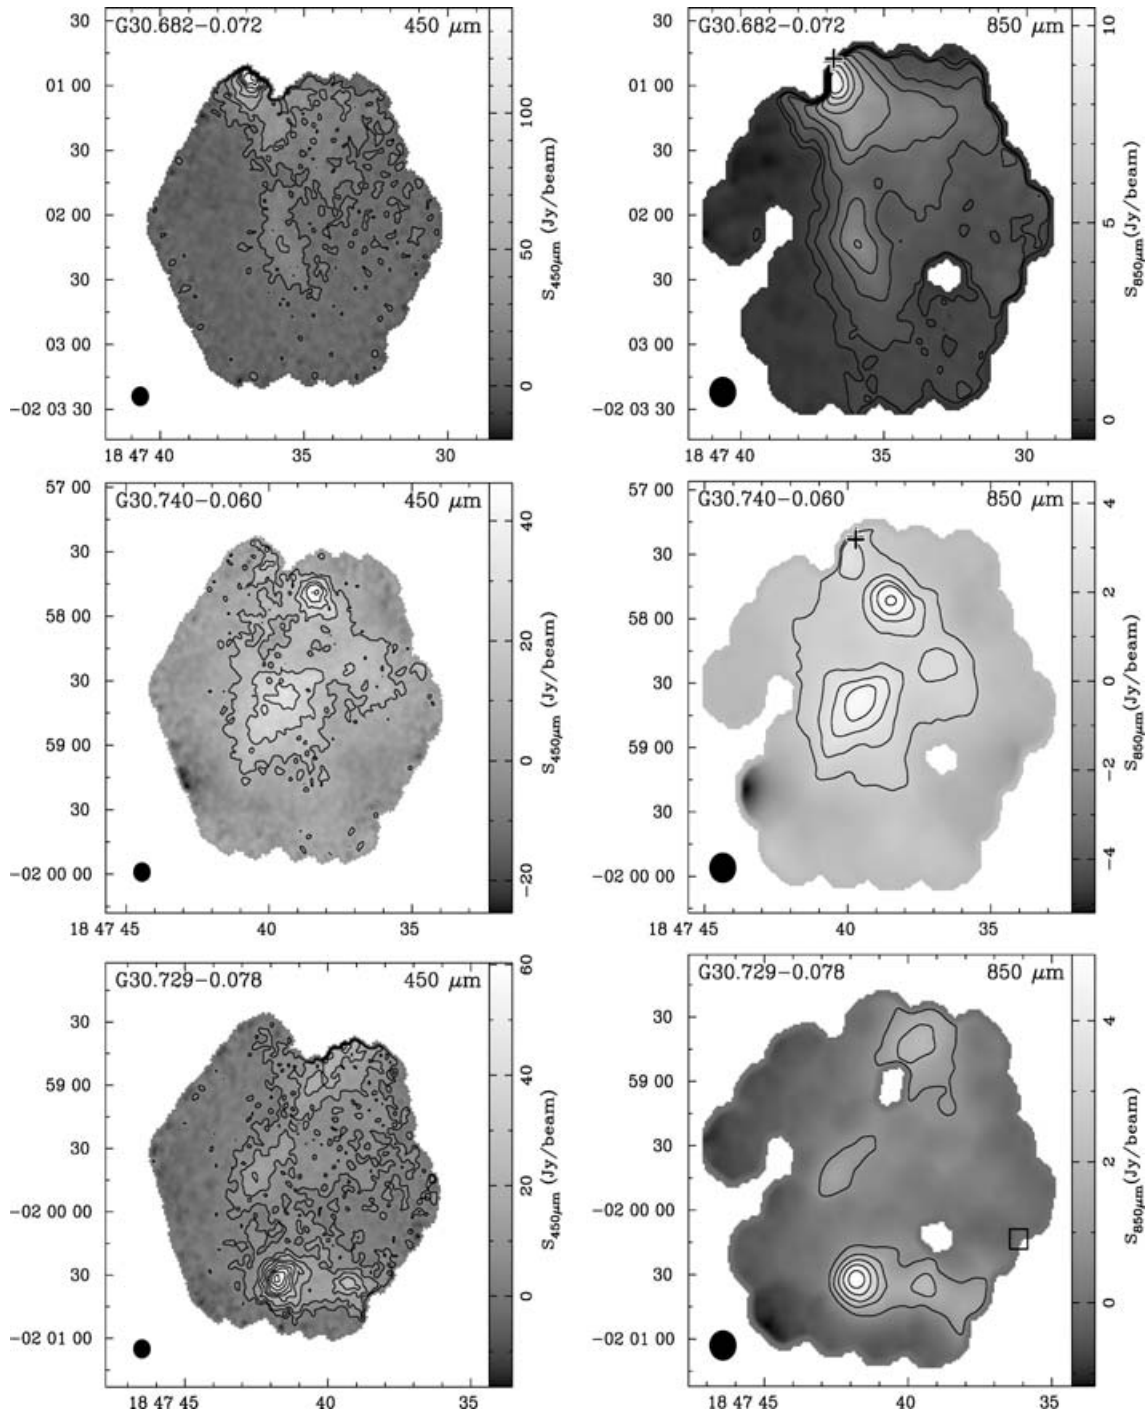 G30.682−0.072 450 μm
30
01 00
30
02 00
30
03 00
−02 03 30
18 47 40 35 30
0 50 100
S450μm (Jy/beam)
G30.682−0.072 850 μm
30
01 00
30
02 00
30
03 00
−02 03 30
18 47 40 35 30
0 5 10
S850μm(Jy/beam)
G30.740−0.060 450 μm
57 00
30
58 00
30
59 00
30
−02 00 00
18 47 45 40 35
−20 0 20 40
S450μm (Jy/beam)
G30.740−0.060 850 μm
57 00
30
58 00
30
59 00
30
−02 00 00
18 47 45 40 35
−4 −2 0 2 4
S850μm(Jy/beam)
G30.729−0.078 450 μm
30
59 00
30
−02 00 00
30
−02 01 00
18 47 45 40 35
0 20 40 60
S450μm (Jy/beam)
G30.729−0.078 850 μm
30
59 00
30
−02 00 00
30
−02 01 00
18 47 45 40 35
0 2 4
S850μm(Jy/beam)